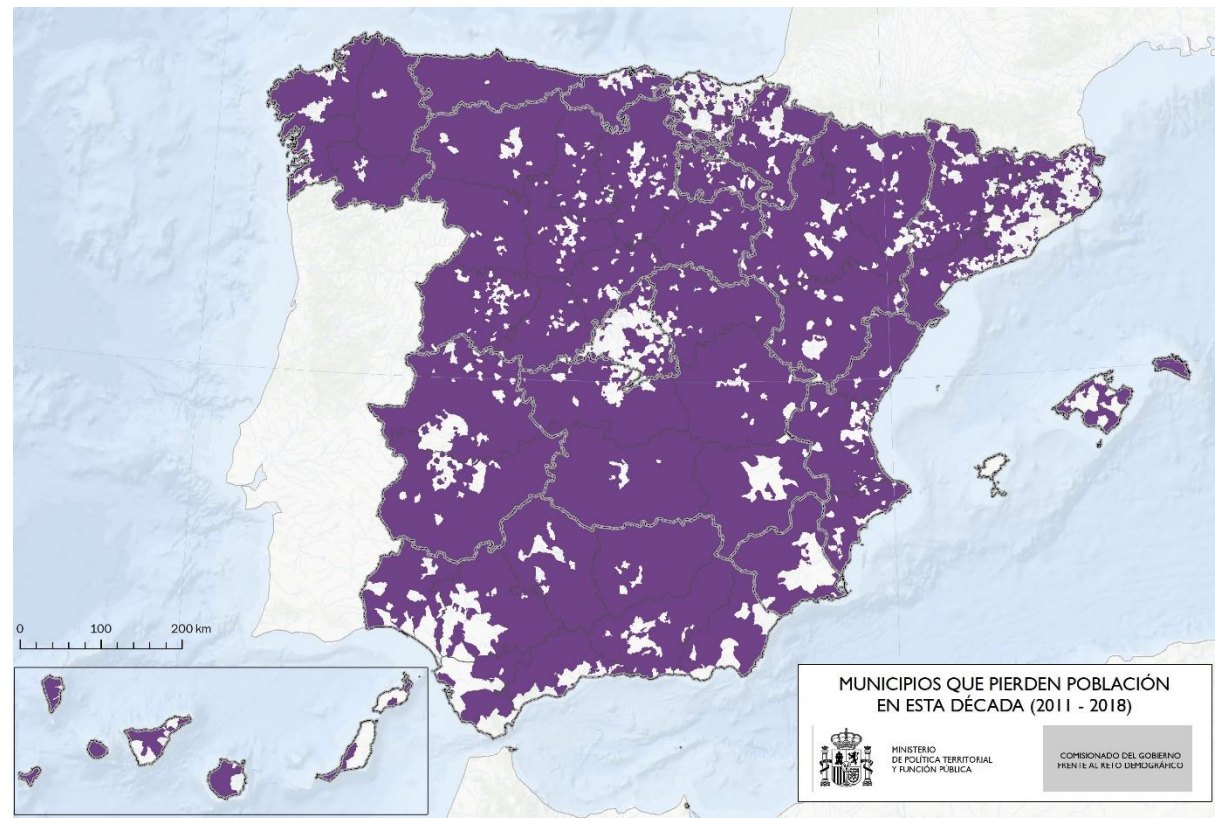 0 100 200 km
MUNICIPIOS QUE PIERDEN POBLACIÓN
EN ESTA DÉCADA (2011 - 2018)
MINISTERIO
DE POLÍTICA TERRITORIAL
Y FUNCIÓN PÚBLICA
COMISIONADO DEL GOBIERNO
FRENTE AL RETO DEMOGRÁFICO